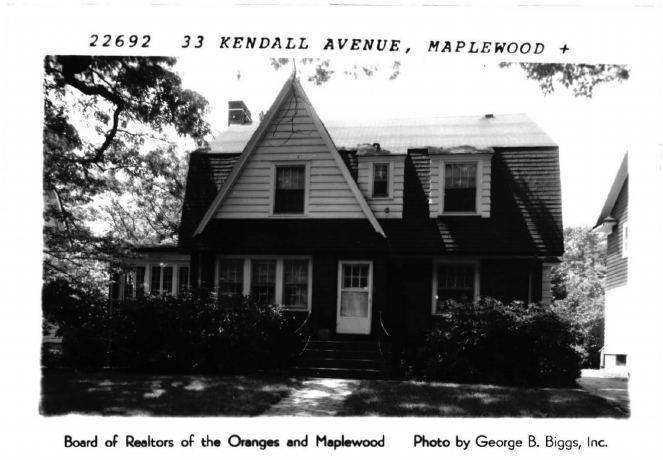 22692 33 KENDALL AVENUE, MAPLEWOOD +
Board of Realtors of the Oranges and Maplewood Photo by George B. Biggs, Inc.